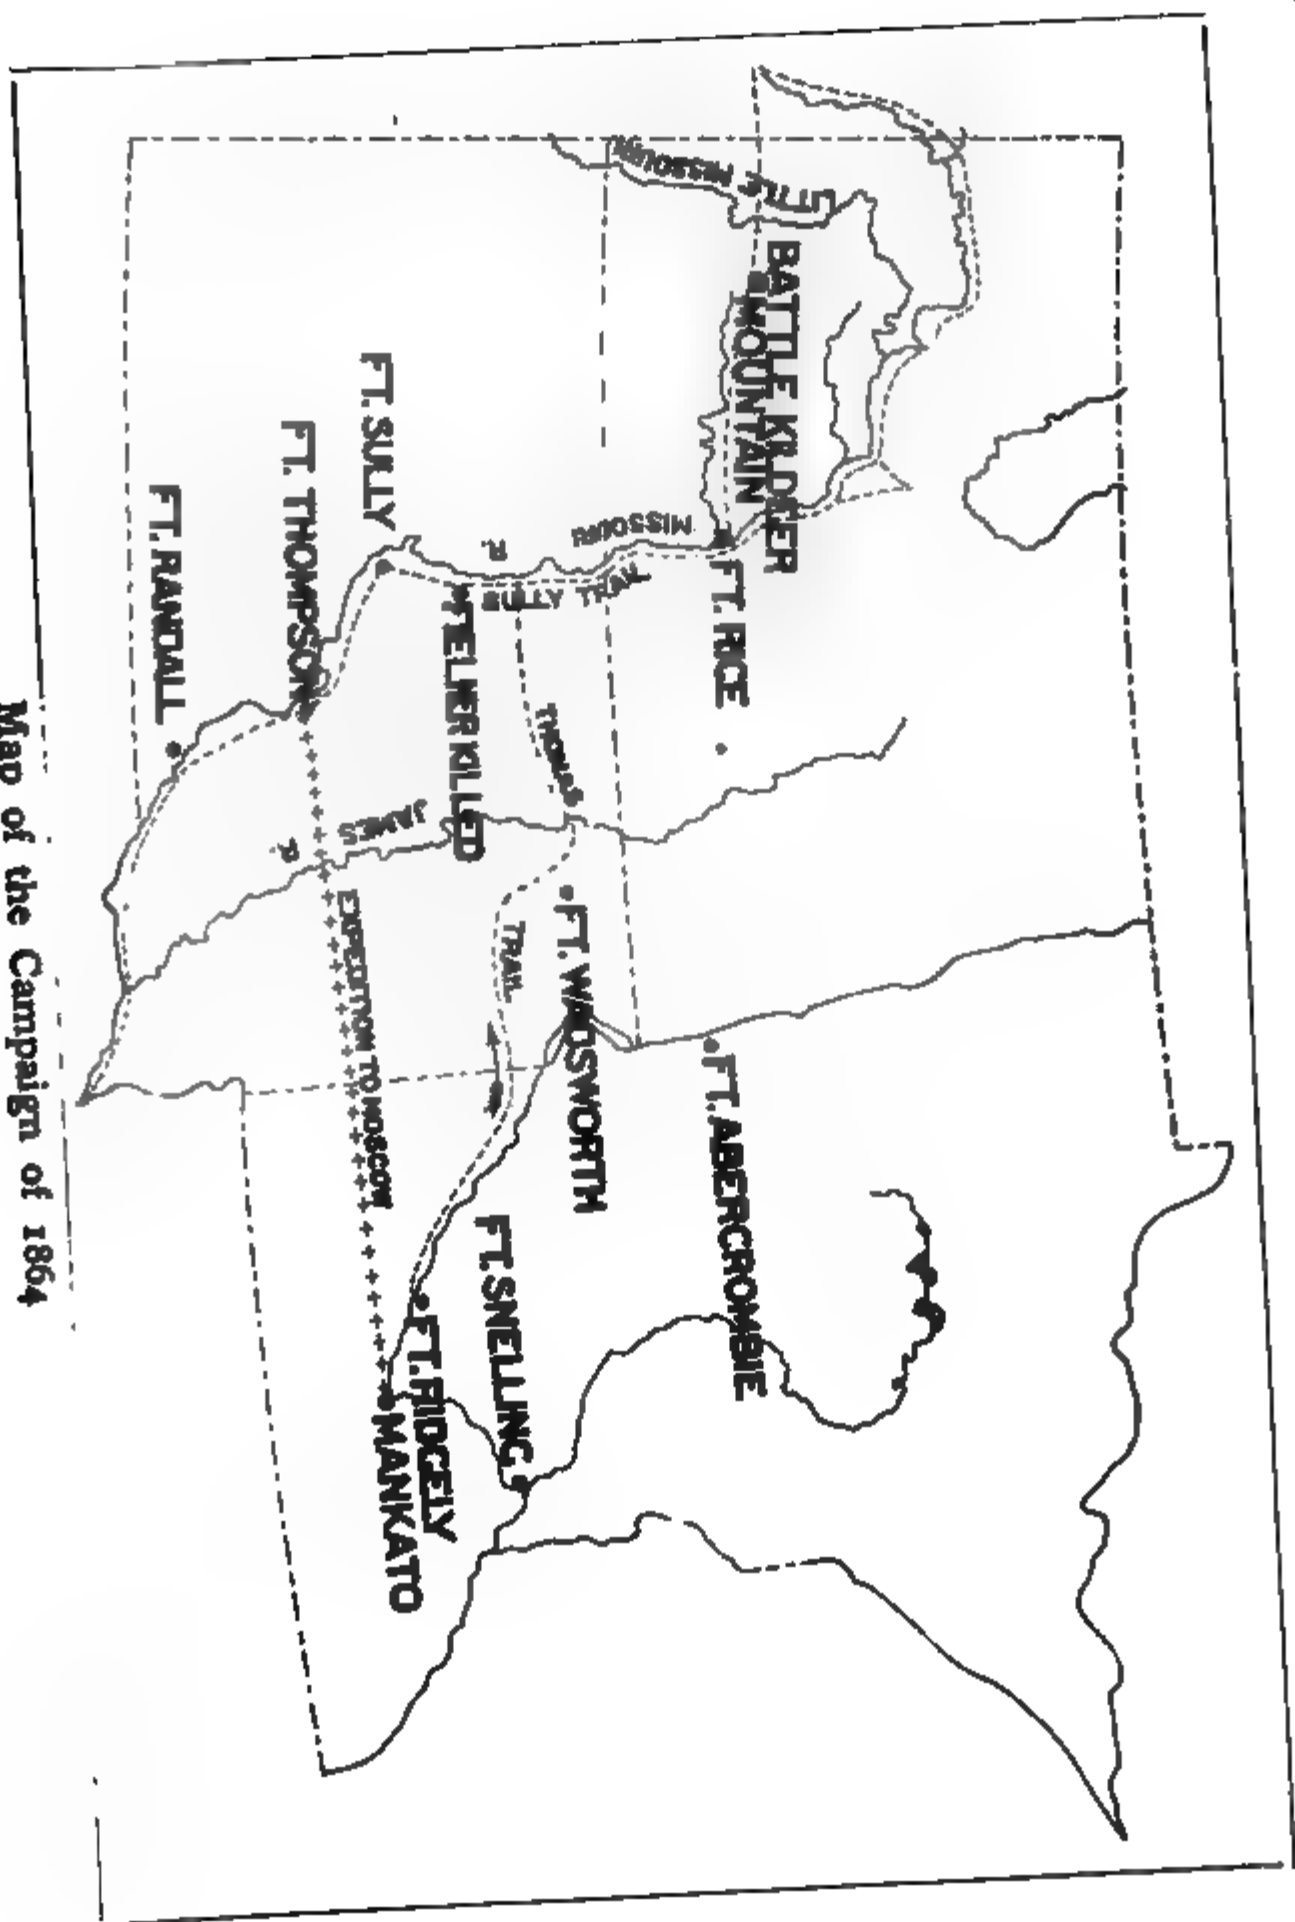 LITTLE MISSOURI
BATTLE KILDEER
MOUNTAIN
FT. RICE
FT. ABERCROMBIE
MISSOURI
R.
SULLY TRAIL
THOMAS
TRAIL
FT. WADSWORTH
FT. SNELLING
KILLED
FT. SULLY
JAMES
R.
FT. RIDGELY
MANKATO
FT. THOMPSON
EXPEDITION TO MOSCOW
FT. RANDALL
Map of the Campaign of 1864